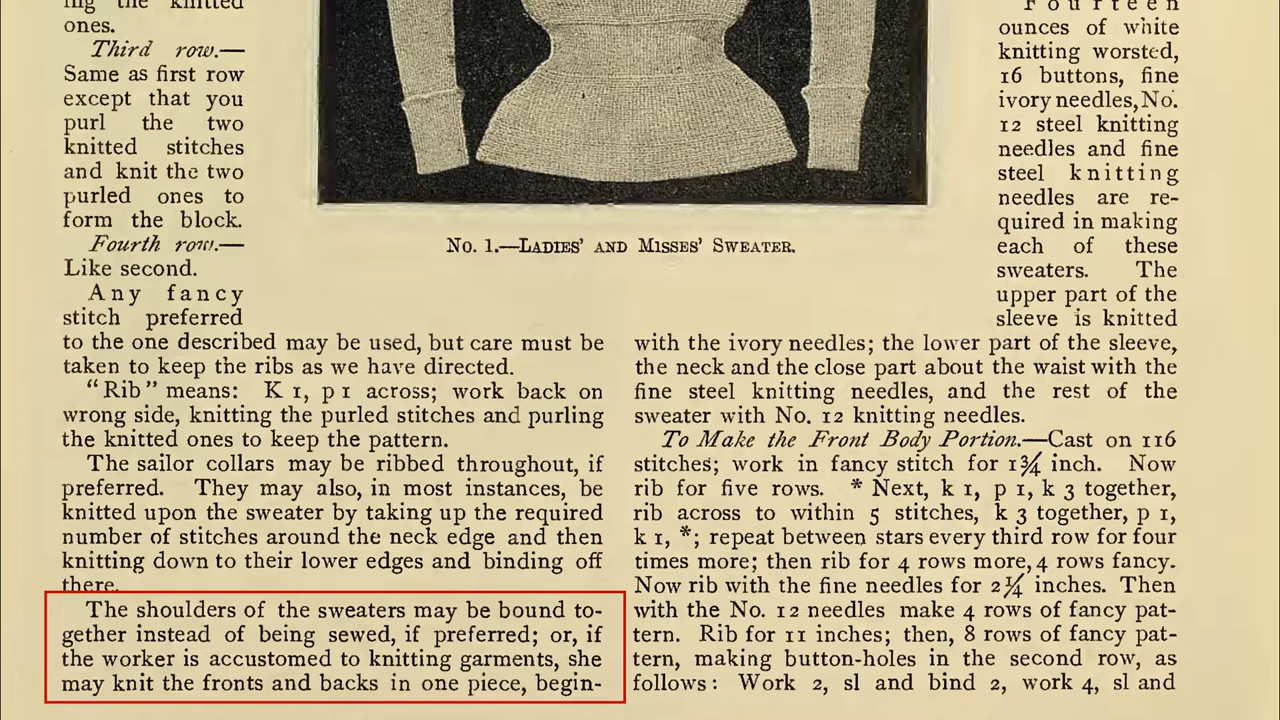 ing the knitted
ones.
Third row.—
Same as first row
except that you
purl the two
knitted stitches
and knit the two
purled ones to
form the block.
Fourth row.—
Like second.
Any fancy
stitch preferred
to the one described may be used, but care must be
taken to keep the ribs as we have directed.
“Rib” means: K 1, p 1 across; work back on
wrong side, knitting the purled stitches and purling
the knitted ones to keep the pattern.
The sailor collars may be ribbed throughout, if
preferred. They may also, in most instances, be
knitted upon the sweater by taking up the required
number of stitches around the neck edge and then
knitting down to their lower edges and binding off
there.
The shoulders of the sweaters may be bound to-
gether instead of being sewed, if preferred; or, if
the worker is accustomed to knitting garments, she
may knit the fronts and backs in one piece, begin-
No. 1.—Ladies’ and Misses’ Sweater.
Fourteen
ounces of white
knitting worsted,
16 buttons, fine
ivory needles, No.
12 steel knitting
needles and fine
steel knitting
needles are re-
quired in making
each of these
sweaters. The
upper part of the
sleeve is knitted
with the ivory needles; the lower part of the sleeve,
the neck and the close part about the waist with the
fine steel knitting needles, and the rest of the
sweater with No. 12 knitting needles.
To Make the Front Body Portion.—Cast on 116
stitches; work in fancy stitch for 1¾ inch. Now
rib for five rows. * Next, k 1, p 1, k 3 together,
rib across to within 5 stitches, k 3 together, p 1,
k 1, *; repeat between stars every third row for four
times more; then rib for 4 rows more, 4 rows fancy.
Now rib with the fine needles for 2¼ inches. Then
with the No. 12 needles make 4 rows of fancy pat-
tern. Rib for 11 inches; then, 8 rows of fancy pat-
tern, making button-holes in the second row, as
follows: Work 2, sl and bind 2, work 4, sl and